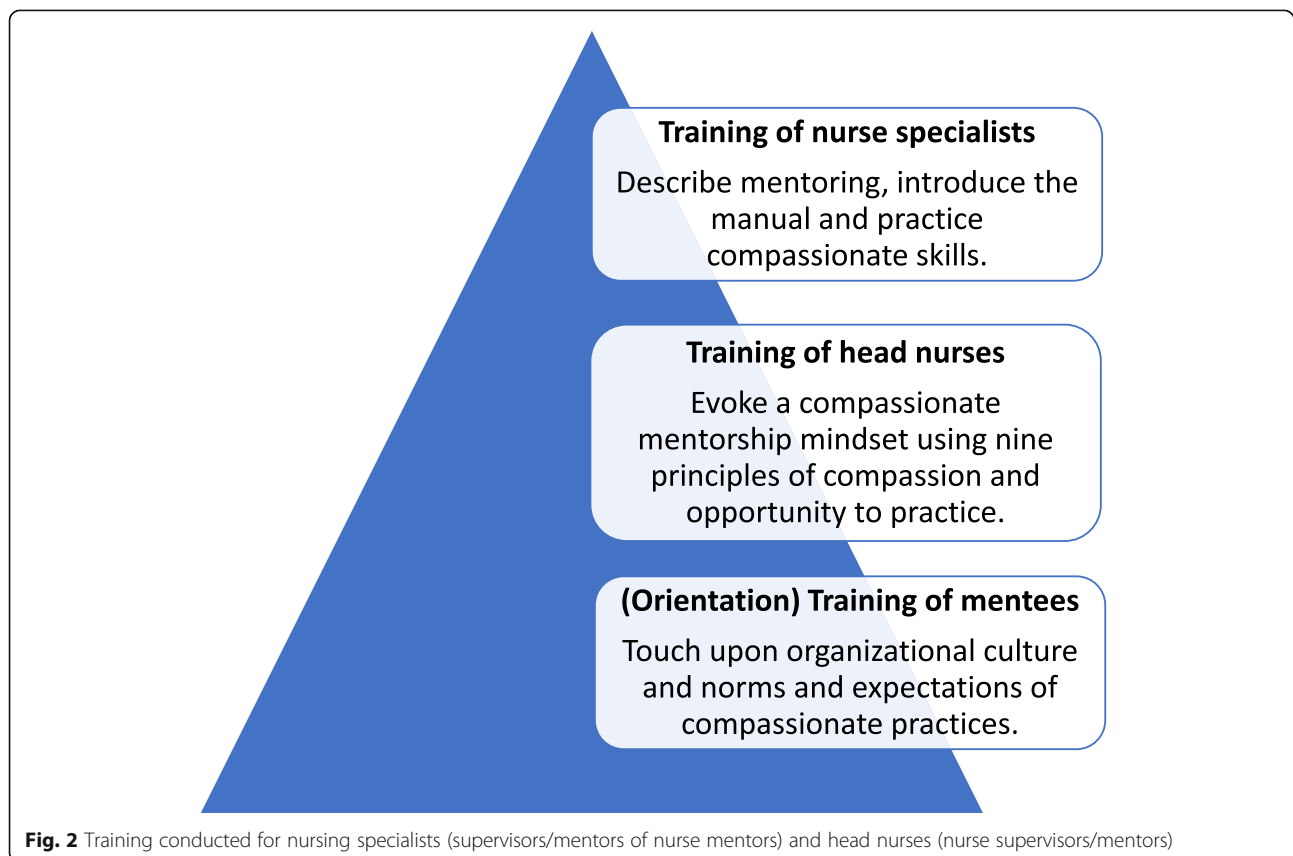 Training of nurse specialists
Describe mentoring, introduce the
manual and practice
compassionate skills.
Training of head nurses
Evoke a compassionate
mentorship mindset using nine
principles of compassion and
opportunity to practice.
(Orientation) Training of mentees
Touch upon organizational culture
and norms and expectations of
compassionate practices.
Fig. 2 Training conducted for nursing specialists (supervisors/mentors of nurse mentors) and head nurses (nurse supervisors/mentors)